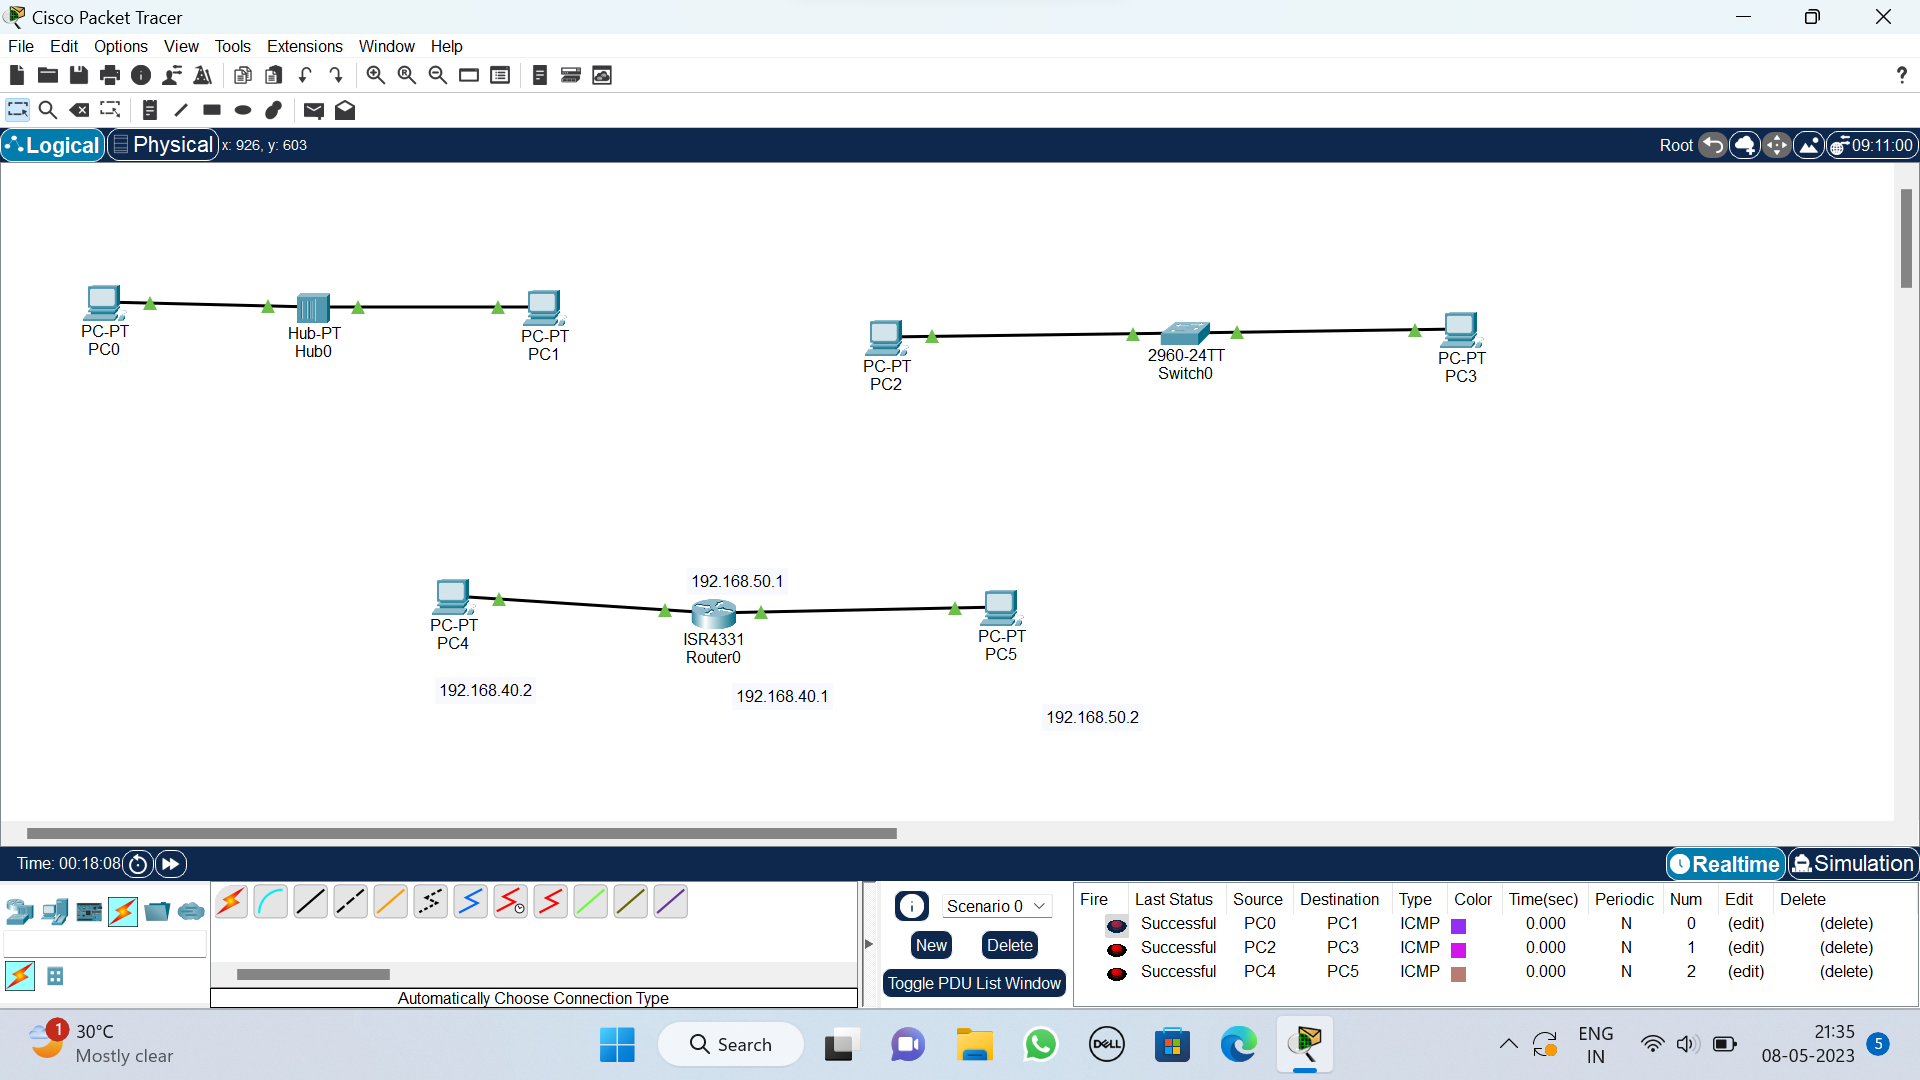 Cisco Packet Tracer
File Edit Options View Tools Extensions Window Help
?
Logical Physical x: 926, y: 603 Root 09:11:00
PC-PT
PC0
Hub-PT
Hub0
PC-PT
PC1
PC-PT
PC2
2960-24TT
Switch0
PC-PT
PC3
192.168.50.1
PC-PT
PC4
ISR4331
Router0
PC-PT
PC5
192.168.40.2
192.168.40.1
192.168.50.2
Time: 00:18:08 Realtime Simulation
Scenario 0
New Delete
Toggle PDU List Window
Automatically Choose Connection Type
Fire Last Status Source Destination Type Color Time(sec) Periodic Num Edit Delete
Successful PC0 PC1 ICMP 0.000 N 0 (edit) (delete)
Successful PC2 PC3 ICMP 0.000 N 1 (edit) (delete)
Successful PC4 PC5 ICMP 0.000 N 2 (edit) (delete)
1
30°C
Mostly clear
Search
DELL
ENG
IN
21:35
08-05-2023
5